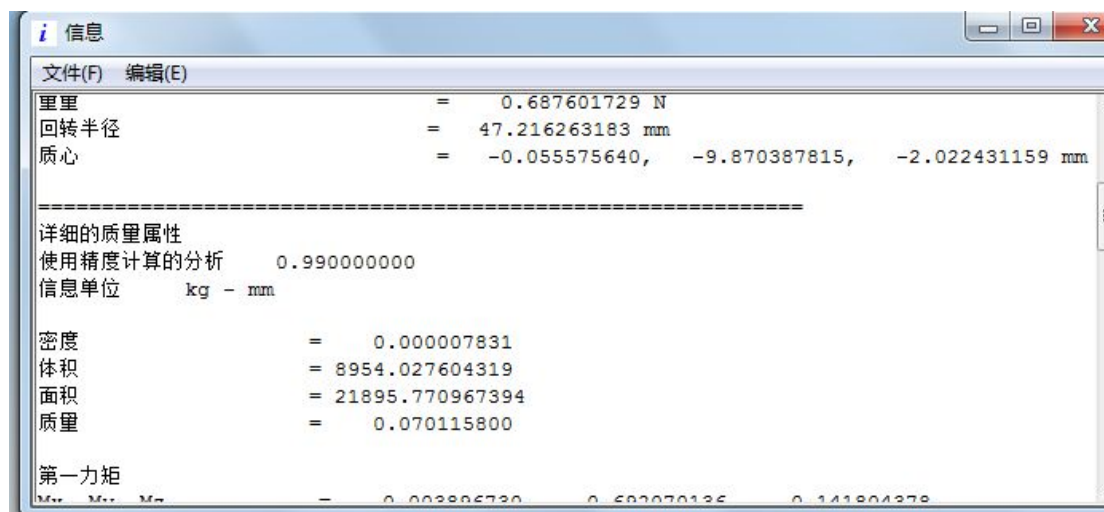 i 信息
文件(F) 编辑(E)
重量 = 0.687601729 N
回转半径 = 47.216263183 mm
质心 = -0.055575640, -9.870387815, -2.022431159 mm
============================================================
详细的质量属性
使用精度计算的分析 0.990000000
信息单位 kg - mm
密度 = 0.000007831
体积 = 8954.027604319
面积 = 21895.770967394
质量 = 0.070115800
第一力矩